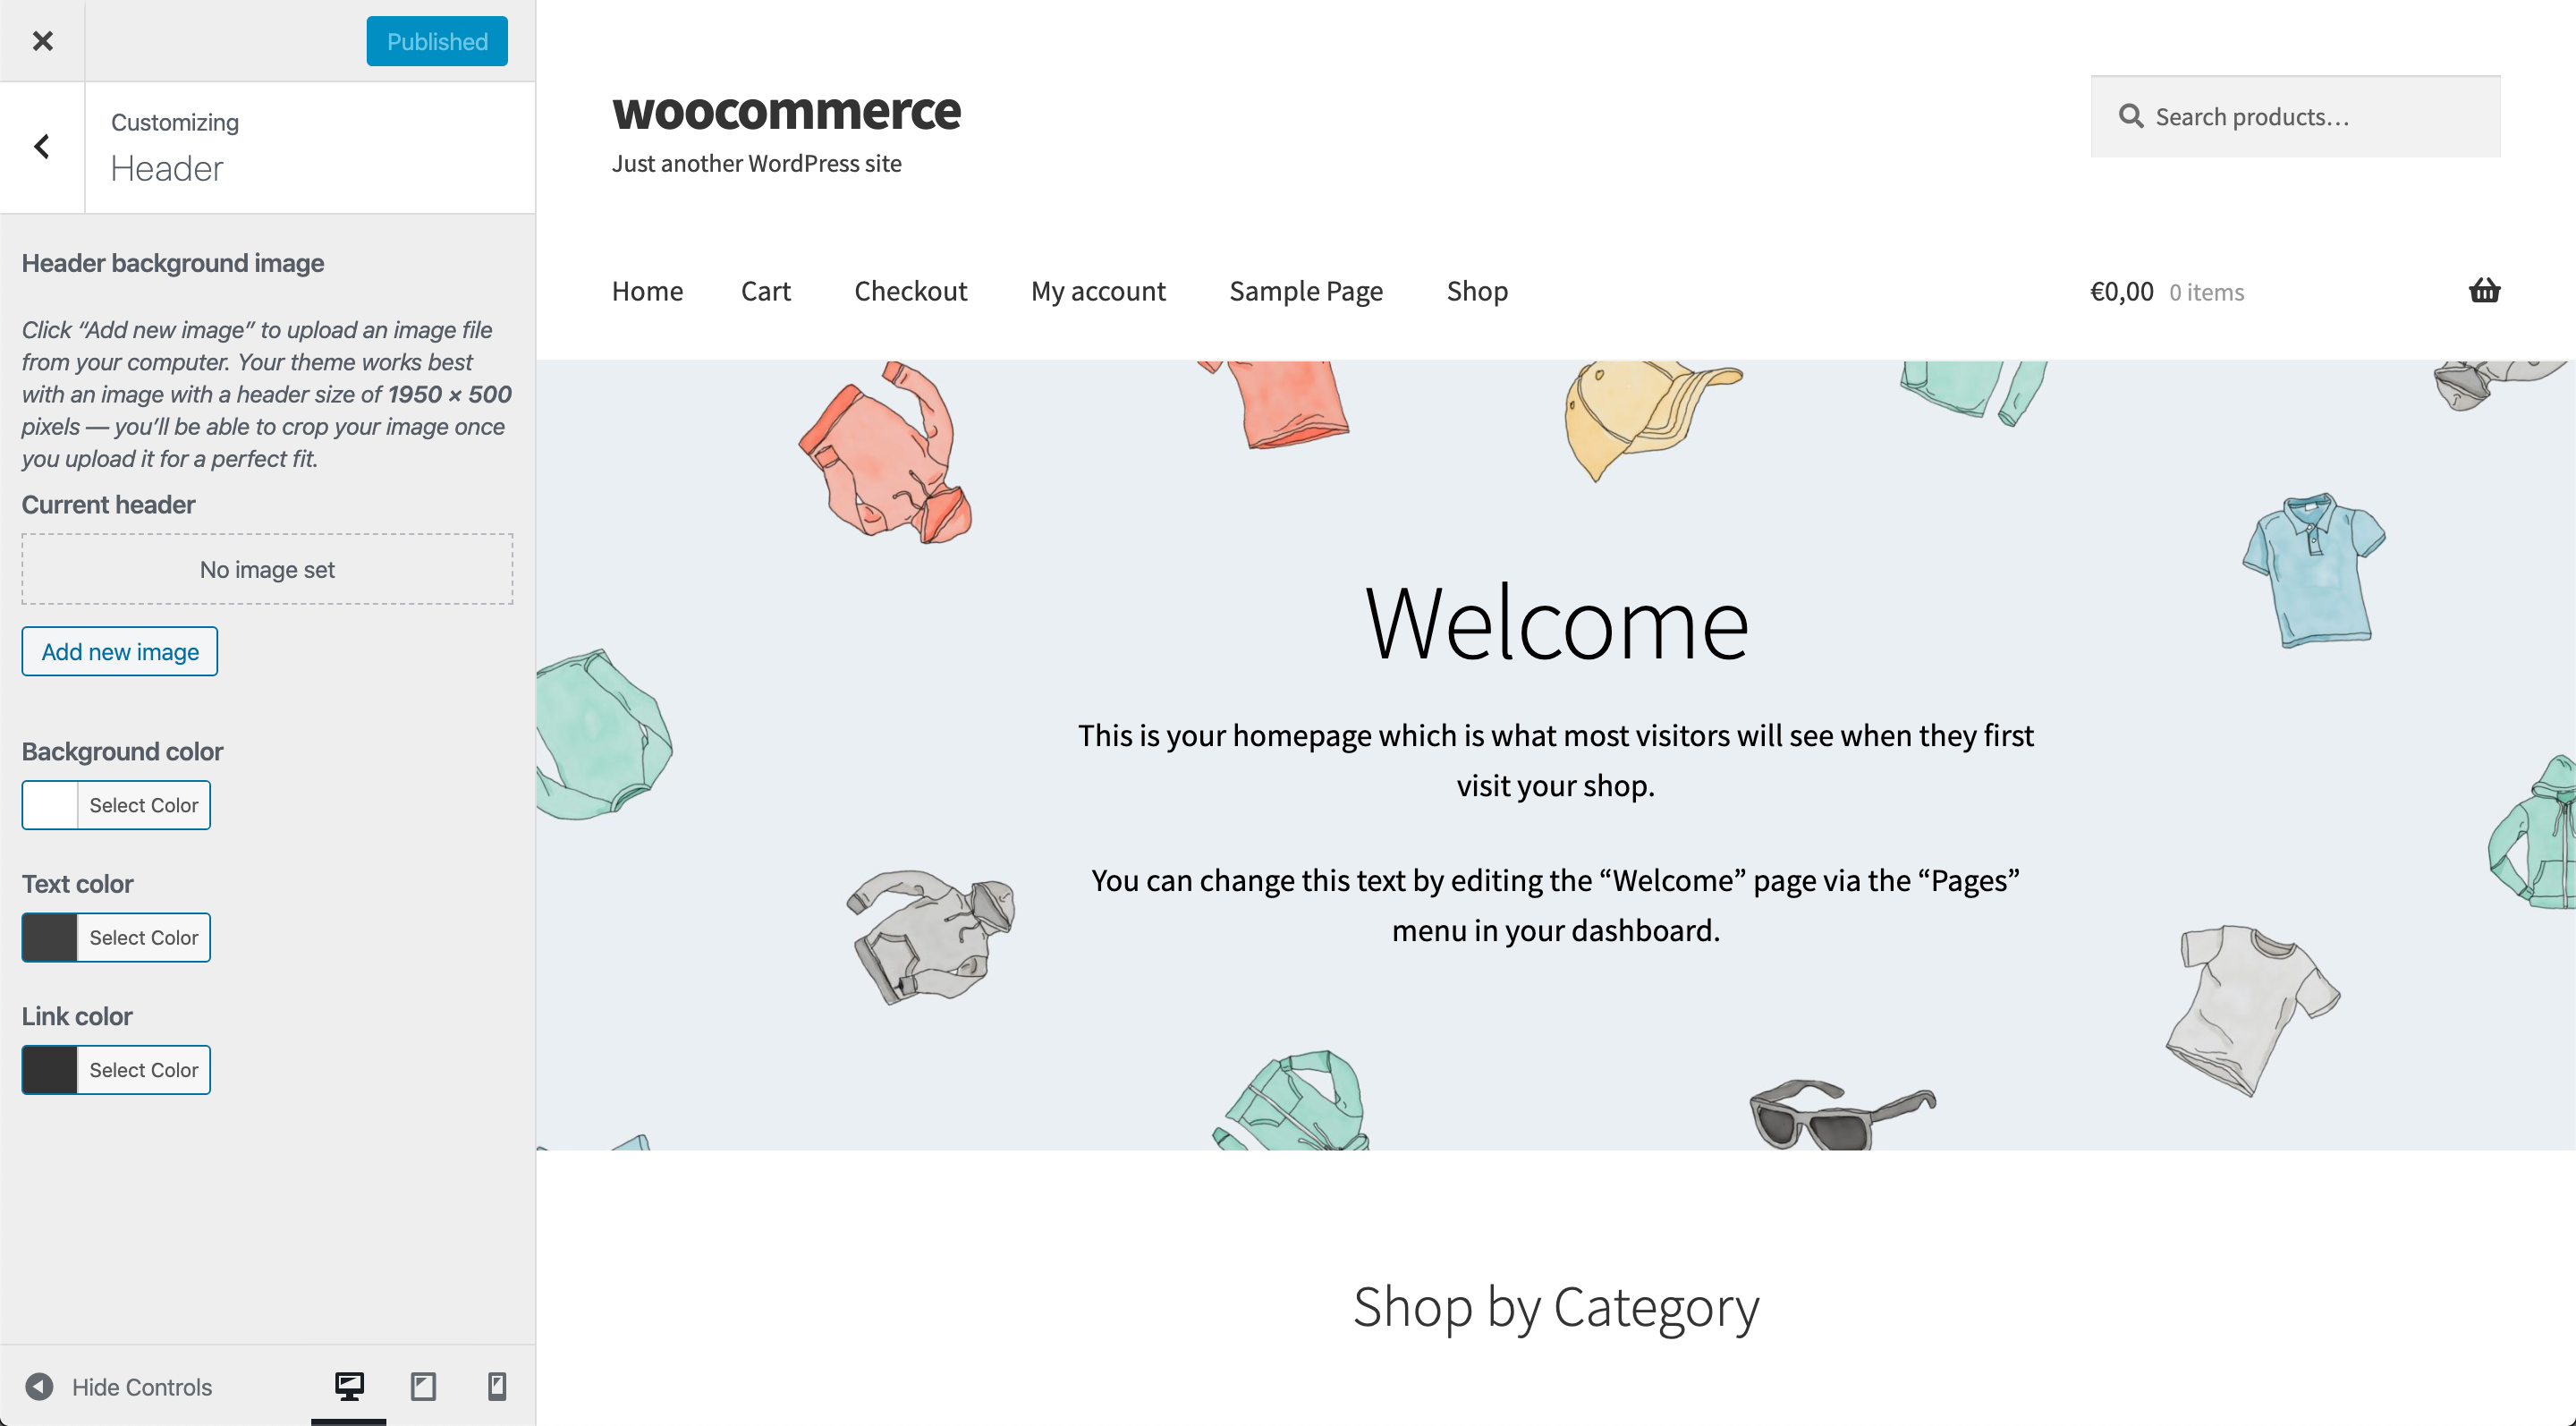 Published
Customizing
Header
Header background image
Click “Add new image” to upload an image file
from your computer. Your theme works best
with an image with a header size of 1950 × 500
pixels — you’ll be able to crop your image once
you upload it for a perfect fit.
Current header
No image set
Add new image
Background color
Select Color
Text color
Select Color
Link color
Select Color
Hide Controls
woocommerce
Just another WordPress site
Search products…
Home Cart Checkout My account Sample Page Shop
€0,00 0 items
Welcome
This is your homepage which is what most visitors will see when they first
visit your shop.
You can change this text by editing the “Welcome” page via the “Pages”
menu in your dashboard.
Shop by Category